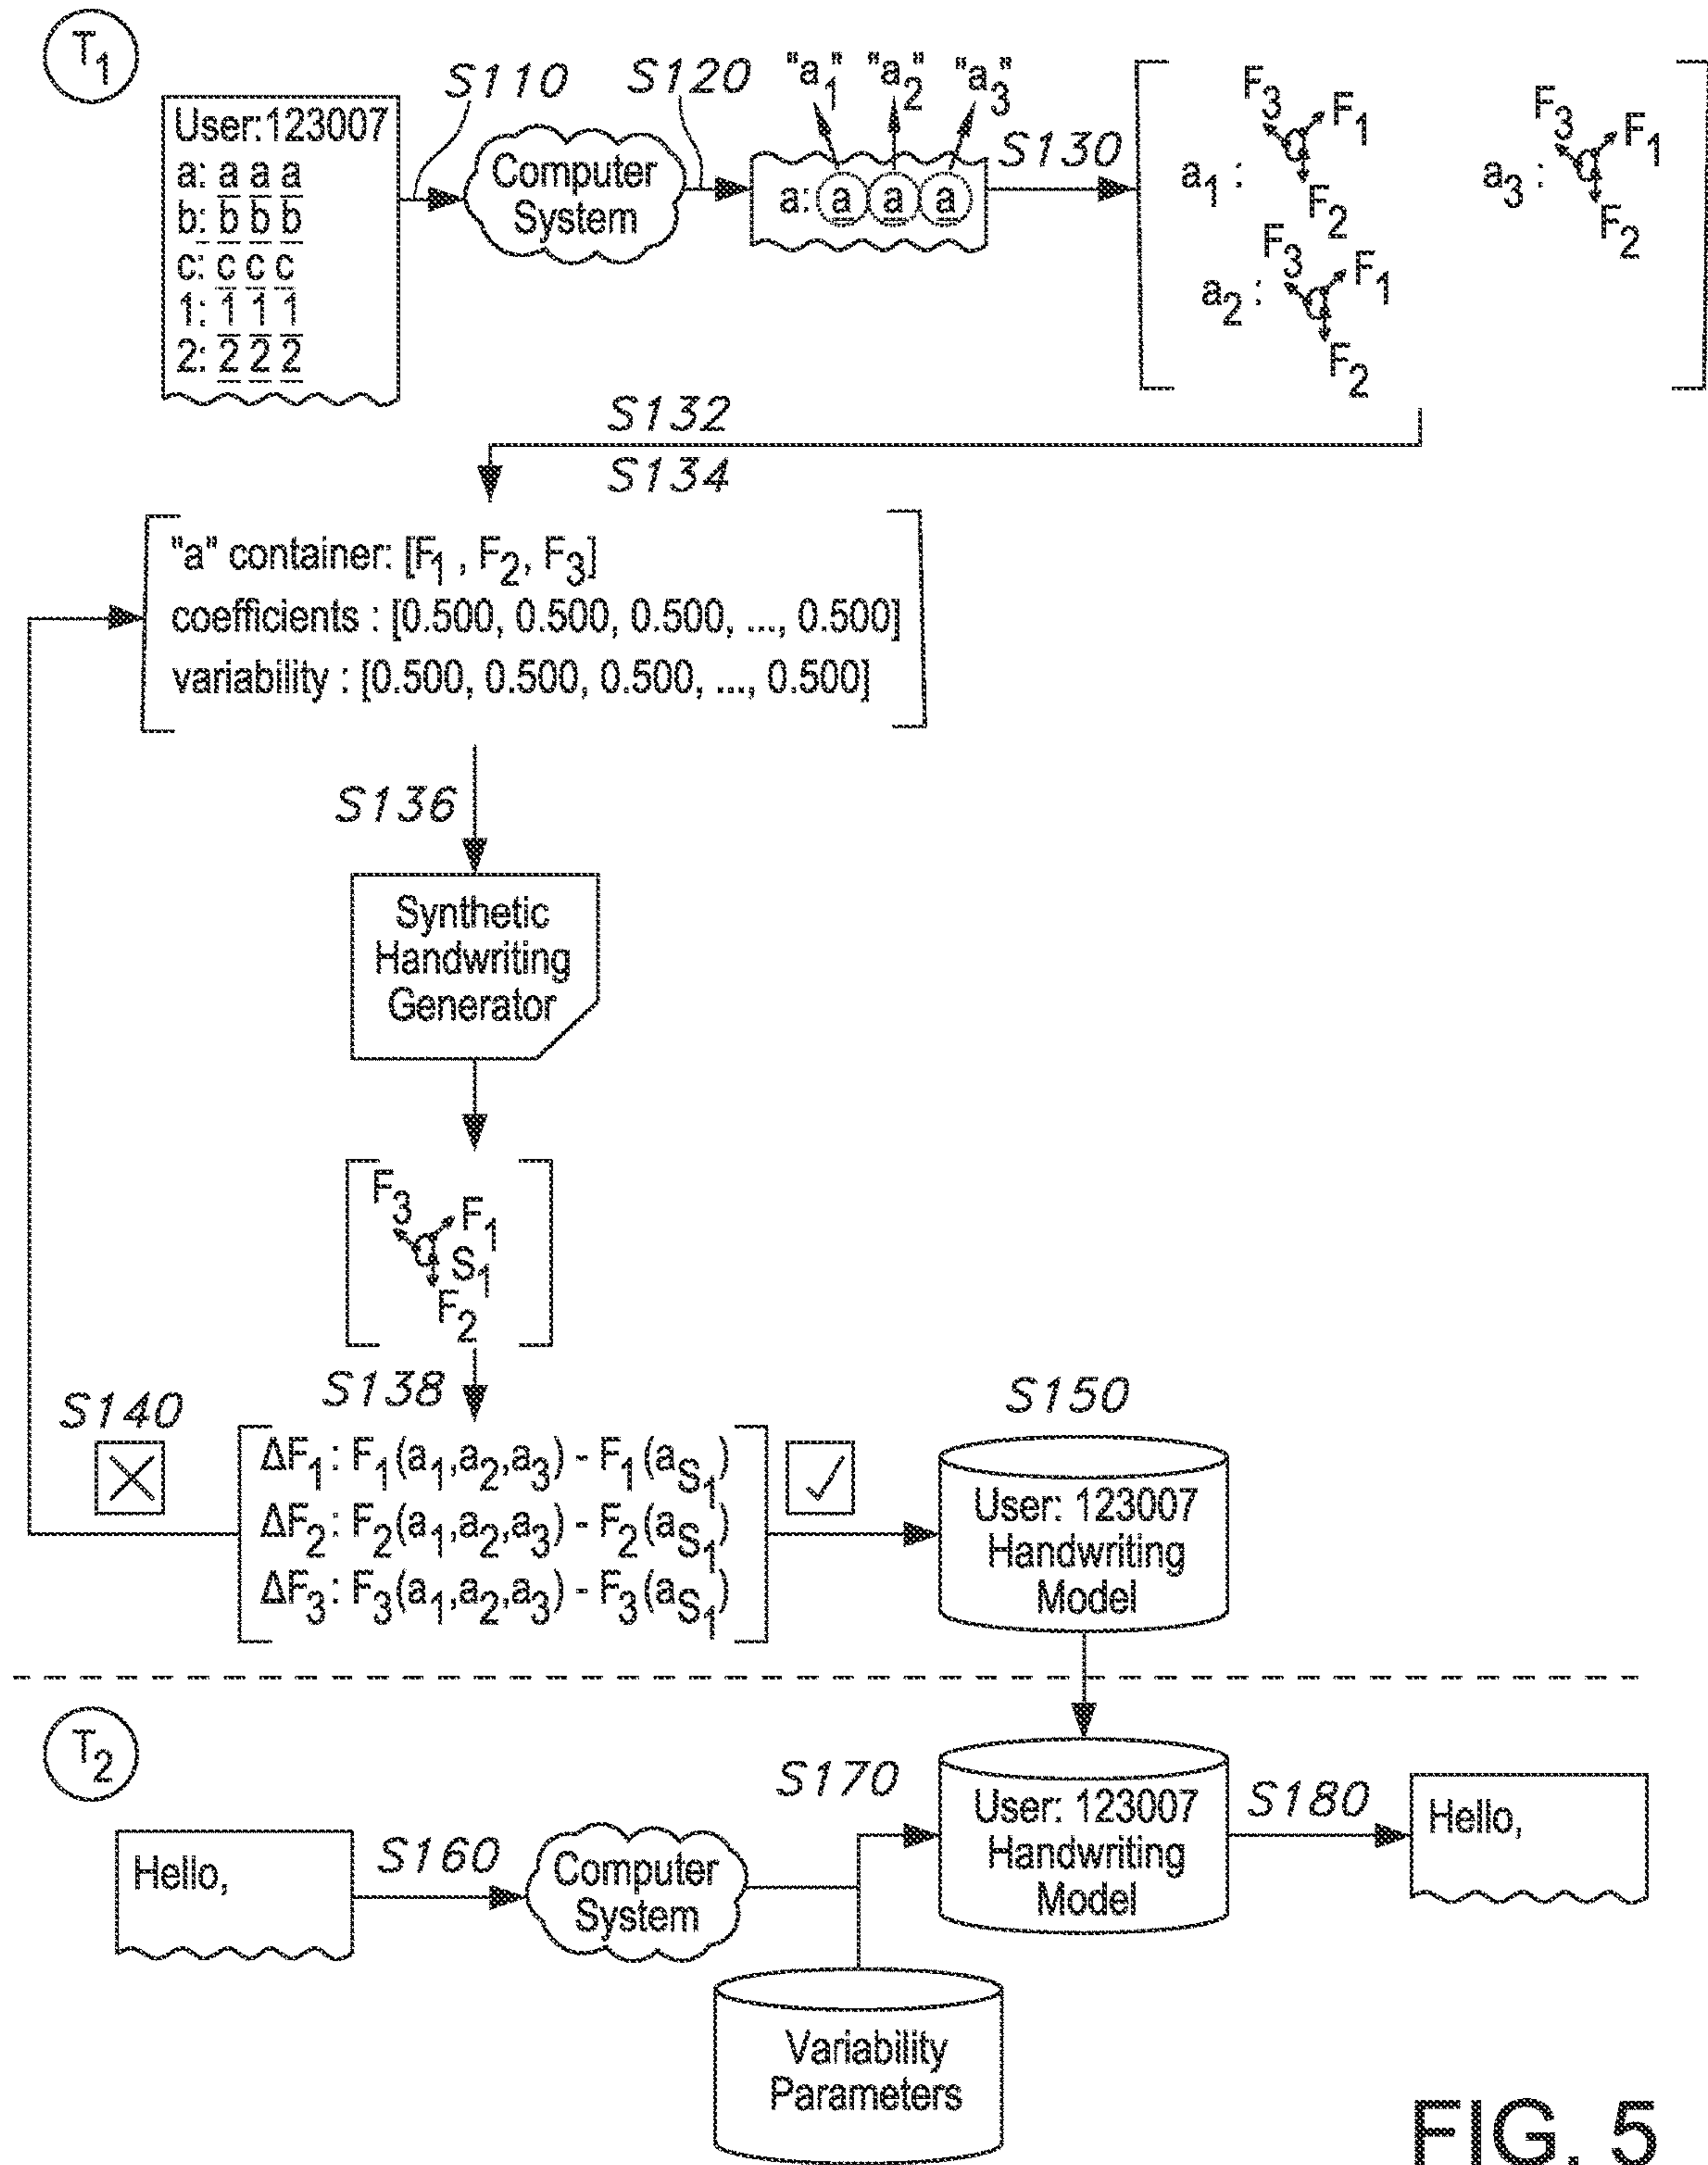 T1
S110
S120
"a1" "a2" "a3"
User:123007
a: a a a
b: b b b
c: c c c
1: 1 1 1
2: 2 2 2
Computer
System
a: a a a
S130
a1 : F3 F1 F2
a3 : F3 F1 F2
a2 : F3 F1 F2
S132
S134
"a" container: [F1 , F2, F3]
coefficients : [0.500, 0.500, 0.500, ..., 0.500]
variability : [0.500, 0.500, 0.500, ..., 0.500]
S136
Synthetic
Handwriting
Generator
F3
F1
S1
F2
S138
S140
ΔF1: F1(a1,a2,a3) - F1(aS1)
ΔF2: F2(a1,a2,a3) - F2(aS1)
ΔF3: F3(a1,a2,a3) - F3(aS1)
S150
User: 123007
Handwriting
Model
T2
Hello,
S160
Computer
System
S170
User: 123007
Handwriting
Model
S180
Hello,
Variability
Parameters
FIG. 5